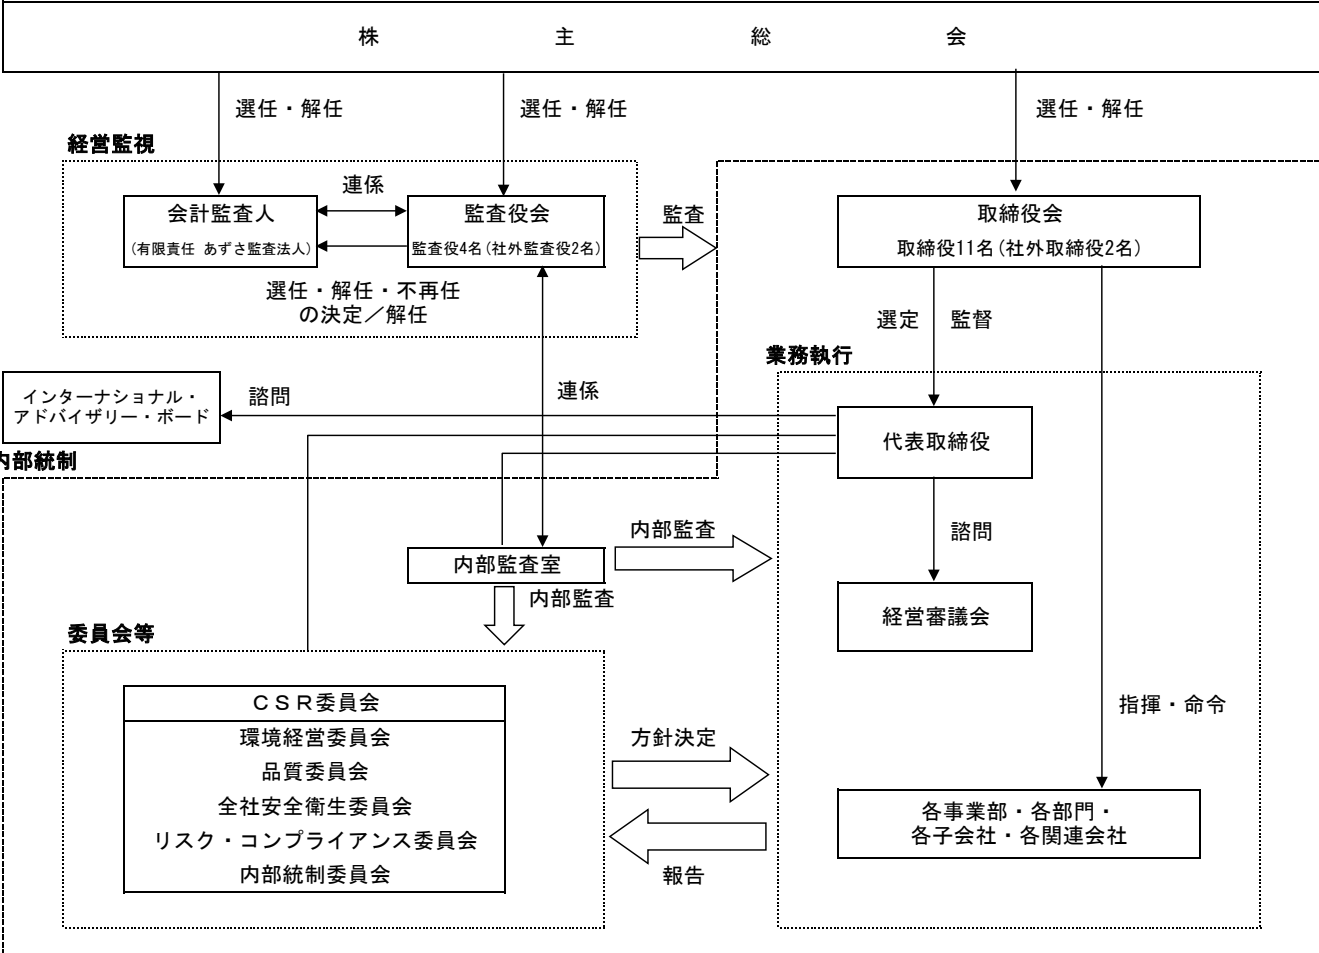 株主総会
選任・解任
選任・解任
選任・解任
経営監視
会計監査人
(有限責任 あずさ監査法人)
連係
監査役会
監査役4名(社外監査役2名)
監査
取締役会
取締役11名(社外取締役2名)
選任・解任・不再任
の決定／解任
選定
監督
業務執行
インターナショナル・
アドバイザリー・ボード
諮問
連係
代表取締役
内部統制
内部監査
諮問
内部監査室
内部監査
経営審議会
委員会等
指揮・命令
ＣＳＲ委員会
環境経営委員会
品質委員会
全社安全衛生委員会
リスク・コンプライアンス委員会
内部統制委員会
方針決定
報告
各事業部・各部門・
各子会社・各関連会社